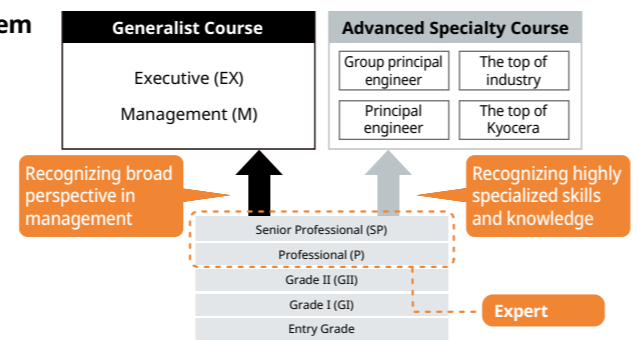 em
Generalist Course
Executive (EX)
Management (M)
Advanced Specialty Course
Group principal
engineer
The top of
industry
Principal
engineer
The top of
Kyocera
Recognizing broad
perspective in
management
Recognizing highly
specialized skills
and knowledge
Senior Professional (SP)
Professional (P)
Grade II (GII)
Grade I (GI)
Entry Grade
Expert